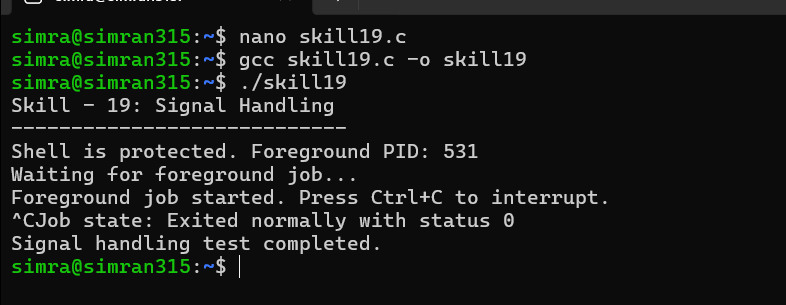 simra@simran315:~$ nano skill19.c
simra@simran315:~$ gcc skill19.c -o skill19
simra@simran315:~$ ./skill19
Skill - 19: Signal Handling
----------------------------
Shell is protected. Foreground PID: 531
Waiting for foreground job...
Foreground job started. Press Ctrl+C to interrupt.
^CJob state: Exited normally with status 0
Signal handling test completed.
simra@simran315:~$